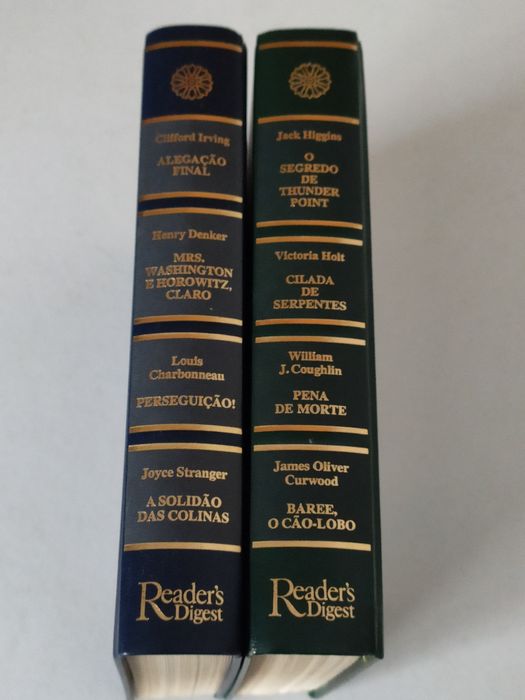 Clifford Irving
ALEGAÇÃO
FINAL
Henry Denker
MRS.
WASHINGTON
E HOROWITZ,
CLARO
Louis
Charbonneau
PERSEGUIÇÃO!
Joyce Stranger
A SOLIDÃO
DAS COLINAS
Reader's
Digest
Jack Higgins
O
SEGREDO
DE
THUNDER
POINT
Victoria Holt
CILADA
DE
SERPENTES
William
J. Coughlin
PENA
DE MORTE
James Oliver
Curwood
BAREE,
O CÃO-LOBO
Reader's
Digest